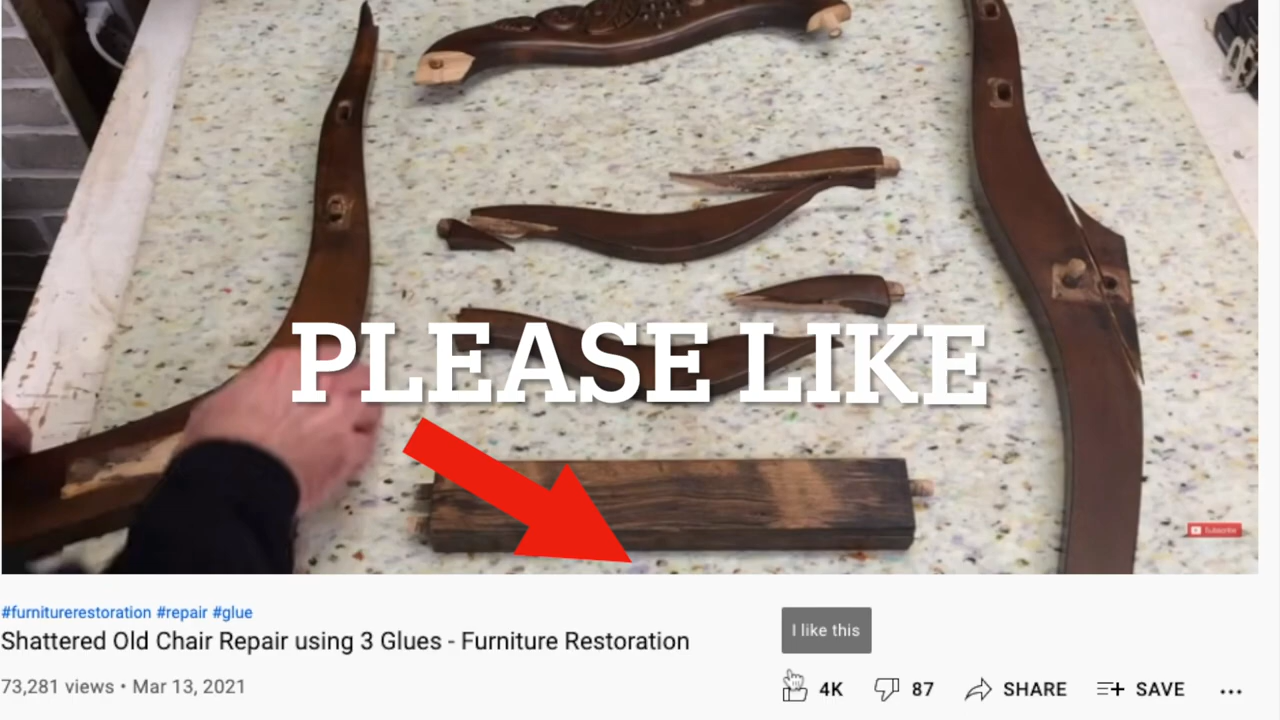 PLEASE LIKE
Subscribe
#furniturerestoration #repair #glue
Shattered Old Chair Repair using 3 Glues - Furniture Restoration
I like this
73,281 views • Mar 13, 2021
4K 87 SHARE SAVE ...